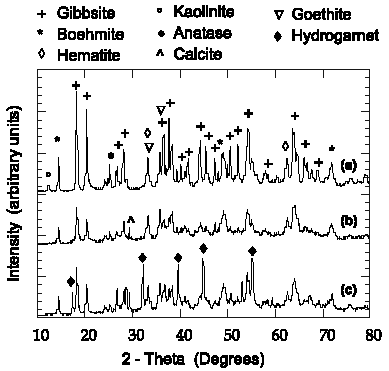 + Gibbsite ▫ Kaolinite ▽ Goethite
* Boehmite ● Anatase ◆ Hydrogarnet
◊ Hematite ^ Calcite
Intensity (arbitrary units)
(a)
(b)
(c)
10 20 30 40 50 60 70 80
2 - Theta (Degrees)